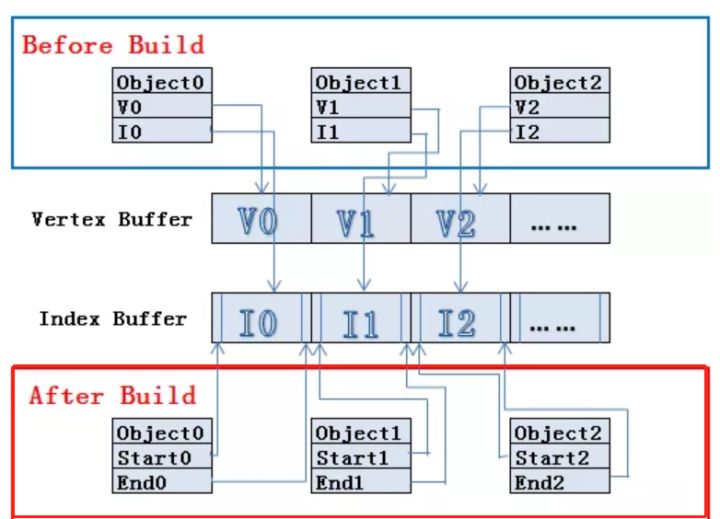 Before Build
Object0 Object1 Object2
V0 V1 V2
I0 I1 I2
Vertex Buffer V0 V1 V2 ... ...
Index Buffer I0 I1 I2 ... ...
After Build
Object0 Object1 Object2
Start0 Start1 Start2
End0 End1 End2